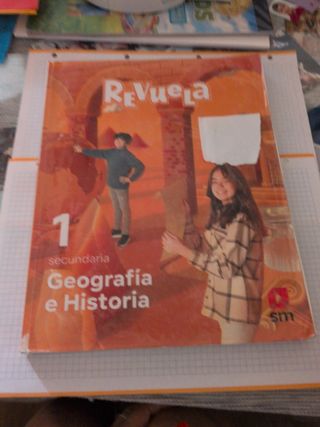 REVUELA
1
secundaria
Geografía
e Historia
sm